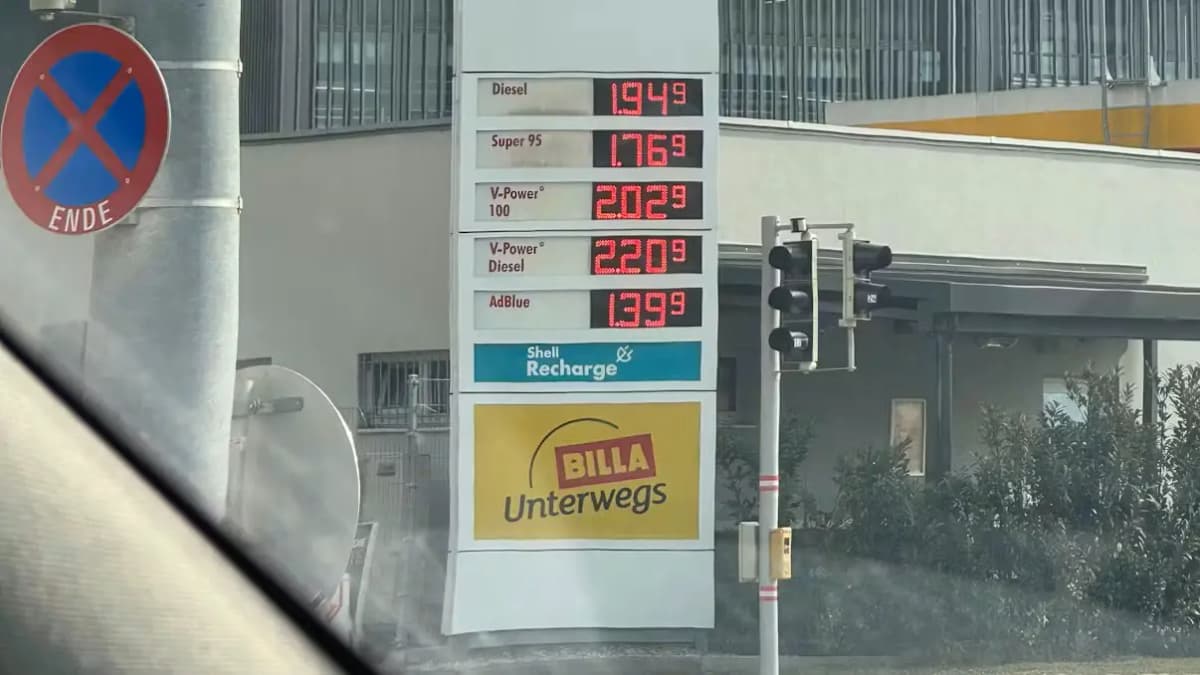 ENDE
Diesel 1.949
Super 95 1.769
V-Power® 2.029
100
V-Power® 2.209
Diesel
AdBlue 1.399
Shell
Recharge
BILLA
Unterwegs